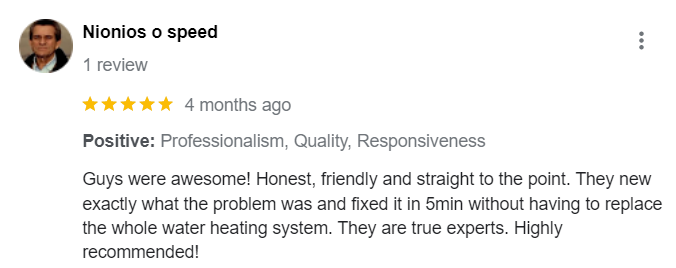 Nionios o speed
1 review
4 months ago
Positive: Professionalism, Quality, Responsiveness
Guys were awesome! Honest, friendly and straight to the point. They new
exactly what the problem was and fixed it in 5min without having to replace
the whole water heating system. They are true experts. Highly
recommended!